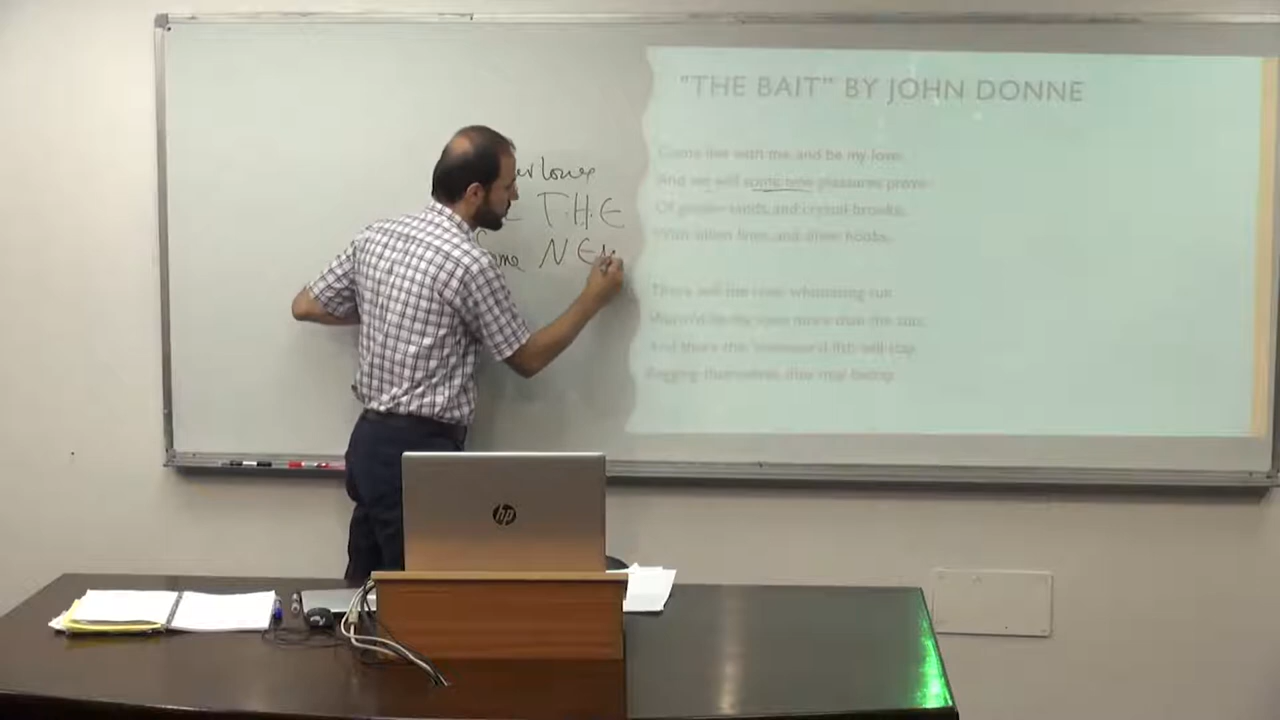 "THE BAIT" BY JOHN DONNE
Come live with me, and be my love,
And we will some new pleasures prove
Of golden sands, and crystal brooks,
With silken lines, and silver hooks.
There will the river whispering run
Warm'd by thy eyes, more than the sun;
And there the 'enamour'd fish will stay,
Begging themselves they may betray.
T.H.E
NE
hp